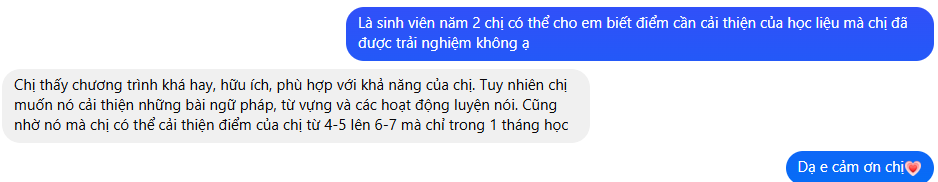 Là sinh viên năm 2 chị có thể cho em biết điểm cần cải thiện của học liệu mà chị đã
được trải nghiệm không ạ
Chị thấy chương trình khá hay, hữu ích, phù hợp với khả năng của chị. Tuy nhiên chị
muốn nó cải thiện những bài ngữ pháp, từ vựng và các hoạt động luyện nói. Cũng
nhờ nó mà chị có thể cải thiện điểm của chị từ 4-5 lên 6-7 mà chỉ trong 1 tháng học
Dạ e cảm ơn chị💓